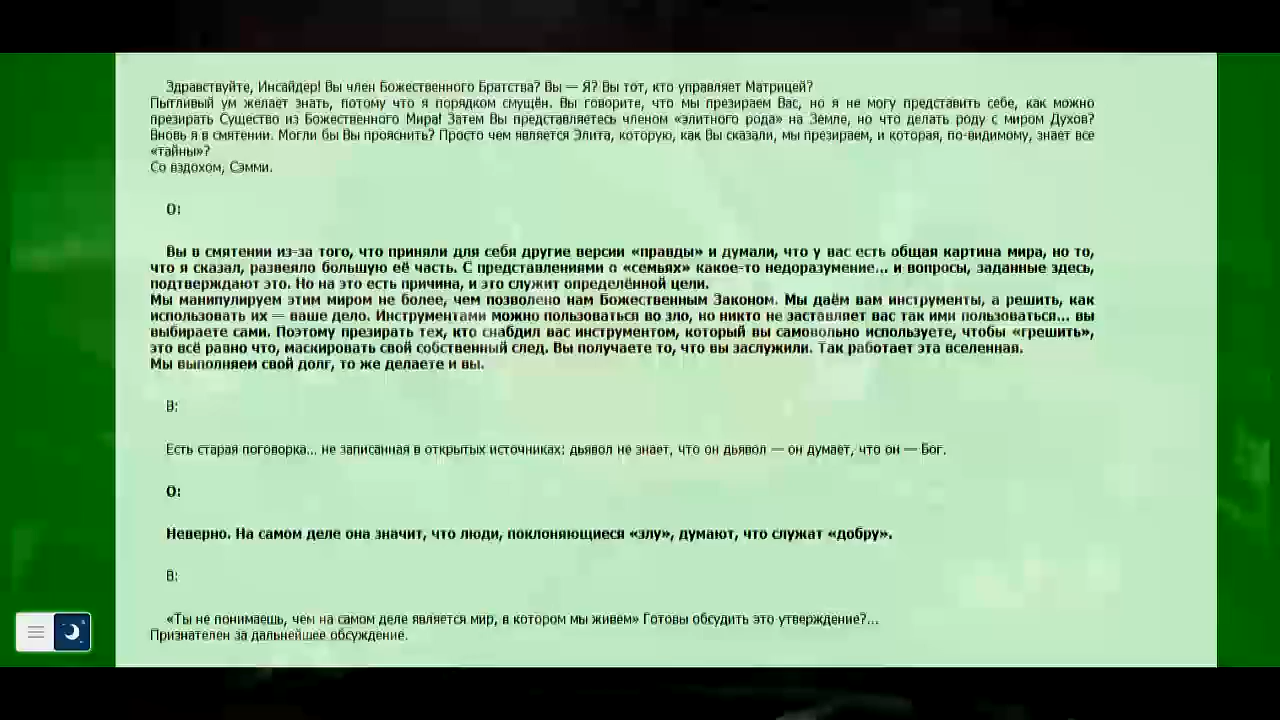 Здравствуйте, Инсайдер! Вы член Божественного Братства? Вы — Я? Вы тот, кто управляет Матрицей?
Пытливый ум желает знать, потому что я порядком смущён. Вы говорите, что мы презираем Вас, но я не могу представить себе, как можно
презирать Существо из Божественного Мира! Затем Вы представляетесь членом «элитного рода» на Земле, но что делать роду с миром Духов?
Вновь я в смятении. Могли бы Вы прояснить? Просто чем является Элита, которую, как Вы сказали, мы презираем, и которая, по-видимому, знает все
«тайны»?
Со вздохом, Сэмми.
О:
Вы в смятении из-за того, что приняли для себя другие версии «правды» и думали, что у вас есть общая картина мира, но то,
что я сказал, развеяло большую её часть. С представлениями о «семьях» какое-то недоразумение... и вопросы, заданные здесь,
подтверждают это. Но на это есть причина, и это служит определённой цели.
Мы манипулируем этим миром не более, чем позволено нам Божественным Законом. Мы даём вам инструменты, а решить, как
использовать их — ваше дело. Инструментами можно пользоваться во зло, но никто не заставляет вас так ими пользоваться... вы
выбираете сами. Поэтому презирать тех, кто снабдил вас инструментом, который вы самовольно используете, чтобы «грешить»,
это всё равно что, маскировать свой собственный след. Вы получаете то, что вы заслужили. Так работает эта вселенная.
Мы выполняем свой долг, то же делаете и вы.
В:
Есть старая поговорка... не записанная в открытых источниках: дьявол не знает, что он дьявол — он думает, что он — Бог.
О:
Неверно. На самом деле она значит, что люди, поклоняющиеся «злу», думают, что служат «добру».
В:
«Ты не понимаешь, чем на самом деле является мир, в котором мы живем» Готовы обсудить это утверждение?...
Признателен за дальнейшее обсуждение.